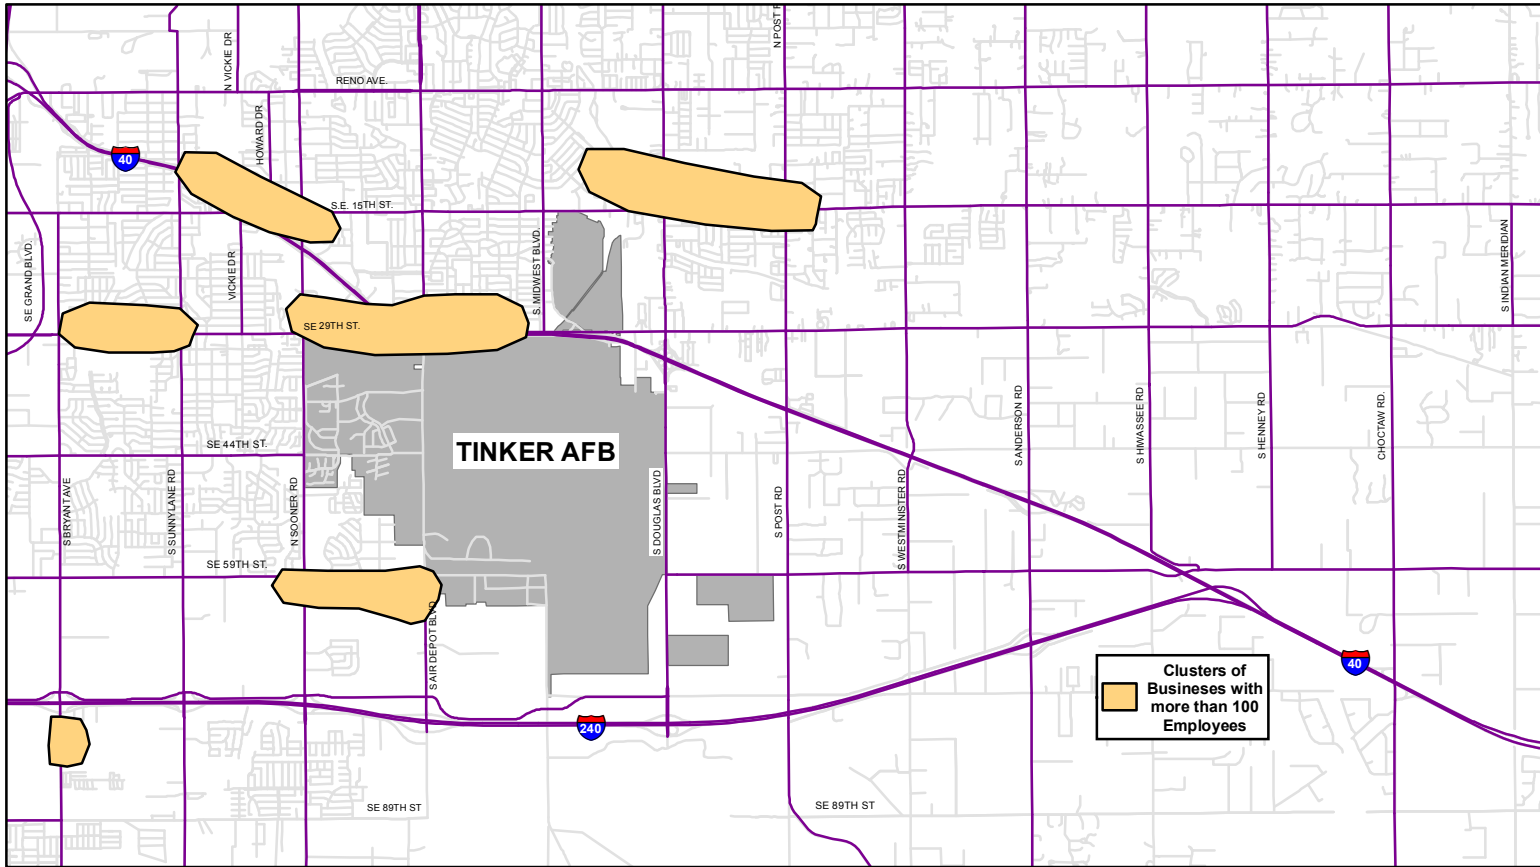 N VICKIE DR
N POST R
RENO AVE.
HOWARD DR
40
S.E. 15TH ST.
SE GRAND BLVD.
VICKIE DR
S. MIDWEST BLVD.
S INDIAN MERIDIAN
SE 29TH ST.
SE 44TH ST.
TINKER AFB
S ANDERSON RD
S HIWASSEE RD
S HENNEY RD
CHOCTAW RD.
S BRYANT AVE
S SUNNYLANE RD
N SOONER RD
S DOUGLAS BLVD
S POST RD
S WESTMINISTER RD
SE 59TH ST.
S AIR DEPOT BLVD
40
Clusters of
Busineses with
more than 100
Employees
240
SE 89TH ST
SE 89TH ST